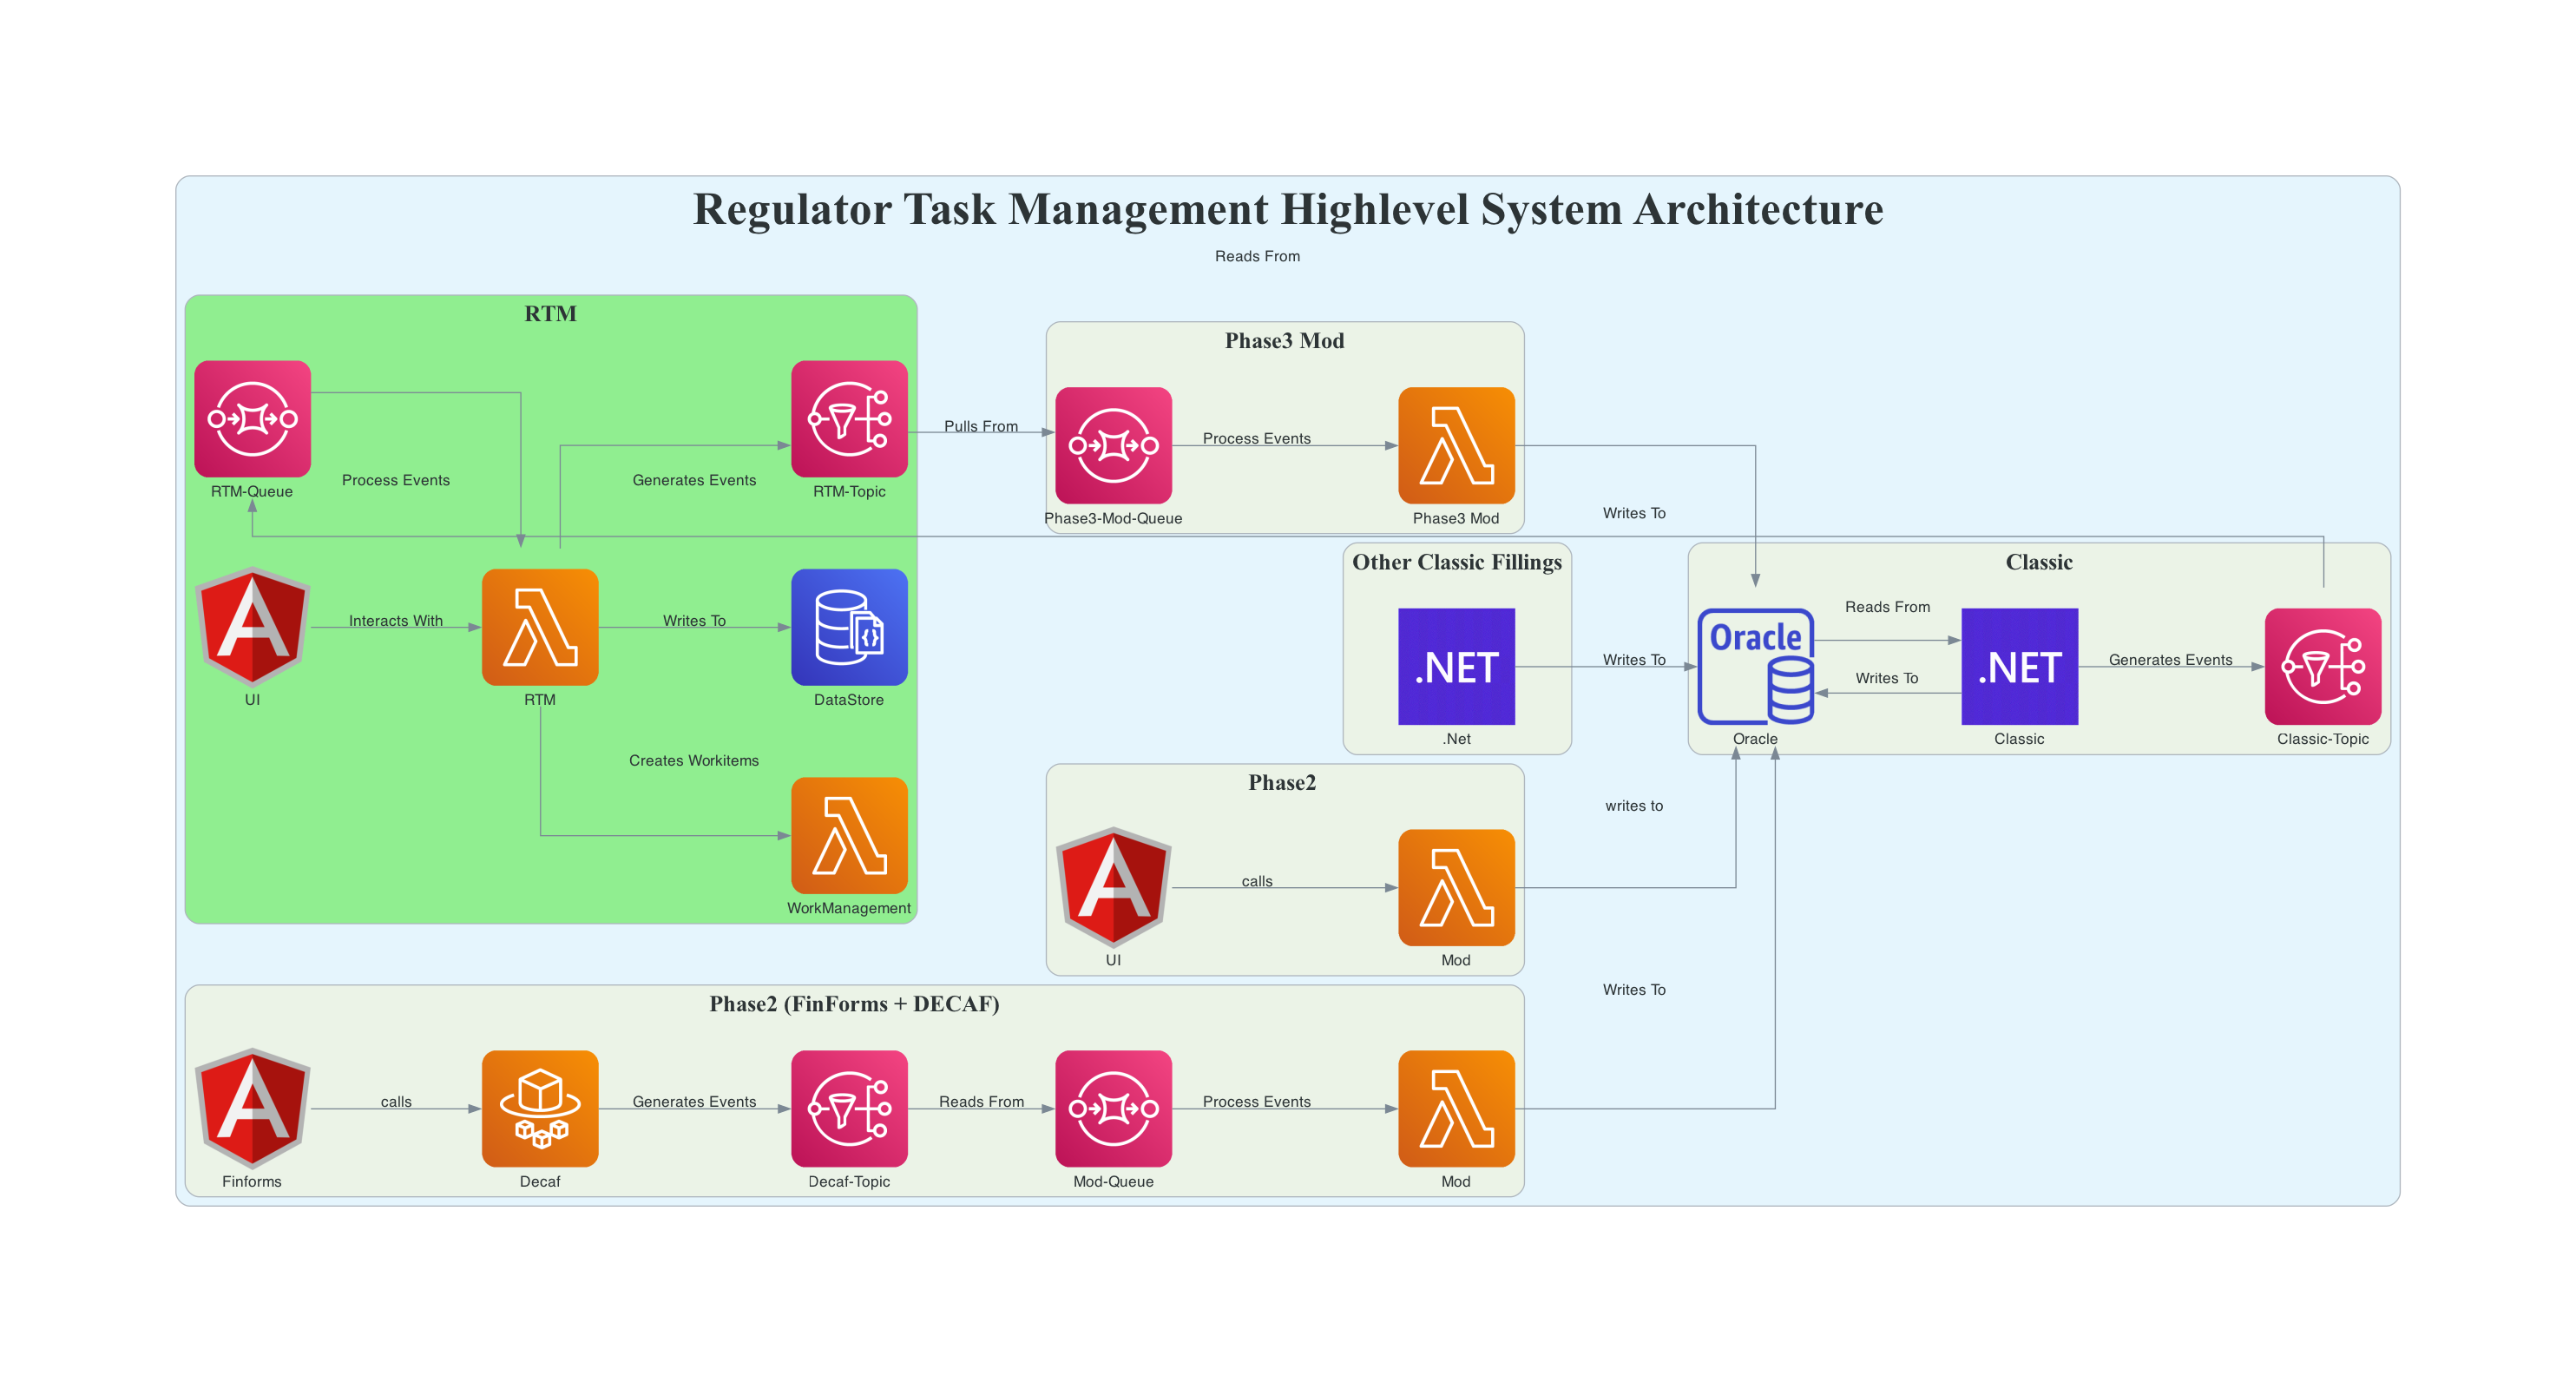 Regulator Task Management Highlevel System Architecture
Reads From
RTM
RTM-Queue
Process Events
Generates Events
RTM-Topic
UI
Interacts With
RTM
Writes To
DataStore
Creates Workitems
WorkManagement
Pulls From
Phase3 Mod
Phase3-Mod-Queue
Process Events
Phase3 Mod
Writes To
Other Classic Fillings
.NET
.Net
Writes To
Classic
Oracle
Oracle
Reads From
Writes To
.NET
Classic
Generates Events
Classic-Topic
Phase2
UI
calls
Mod
writes to
Phase2 (FinForms + DECAF)
Finforms
calls
Decaf
Generates Events
Decaf-Topic
Reads From
Mod-Queue
Process Events
Mod
Writes To